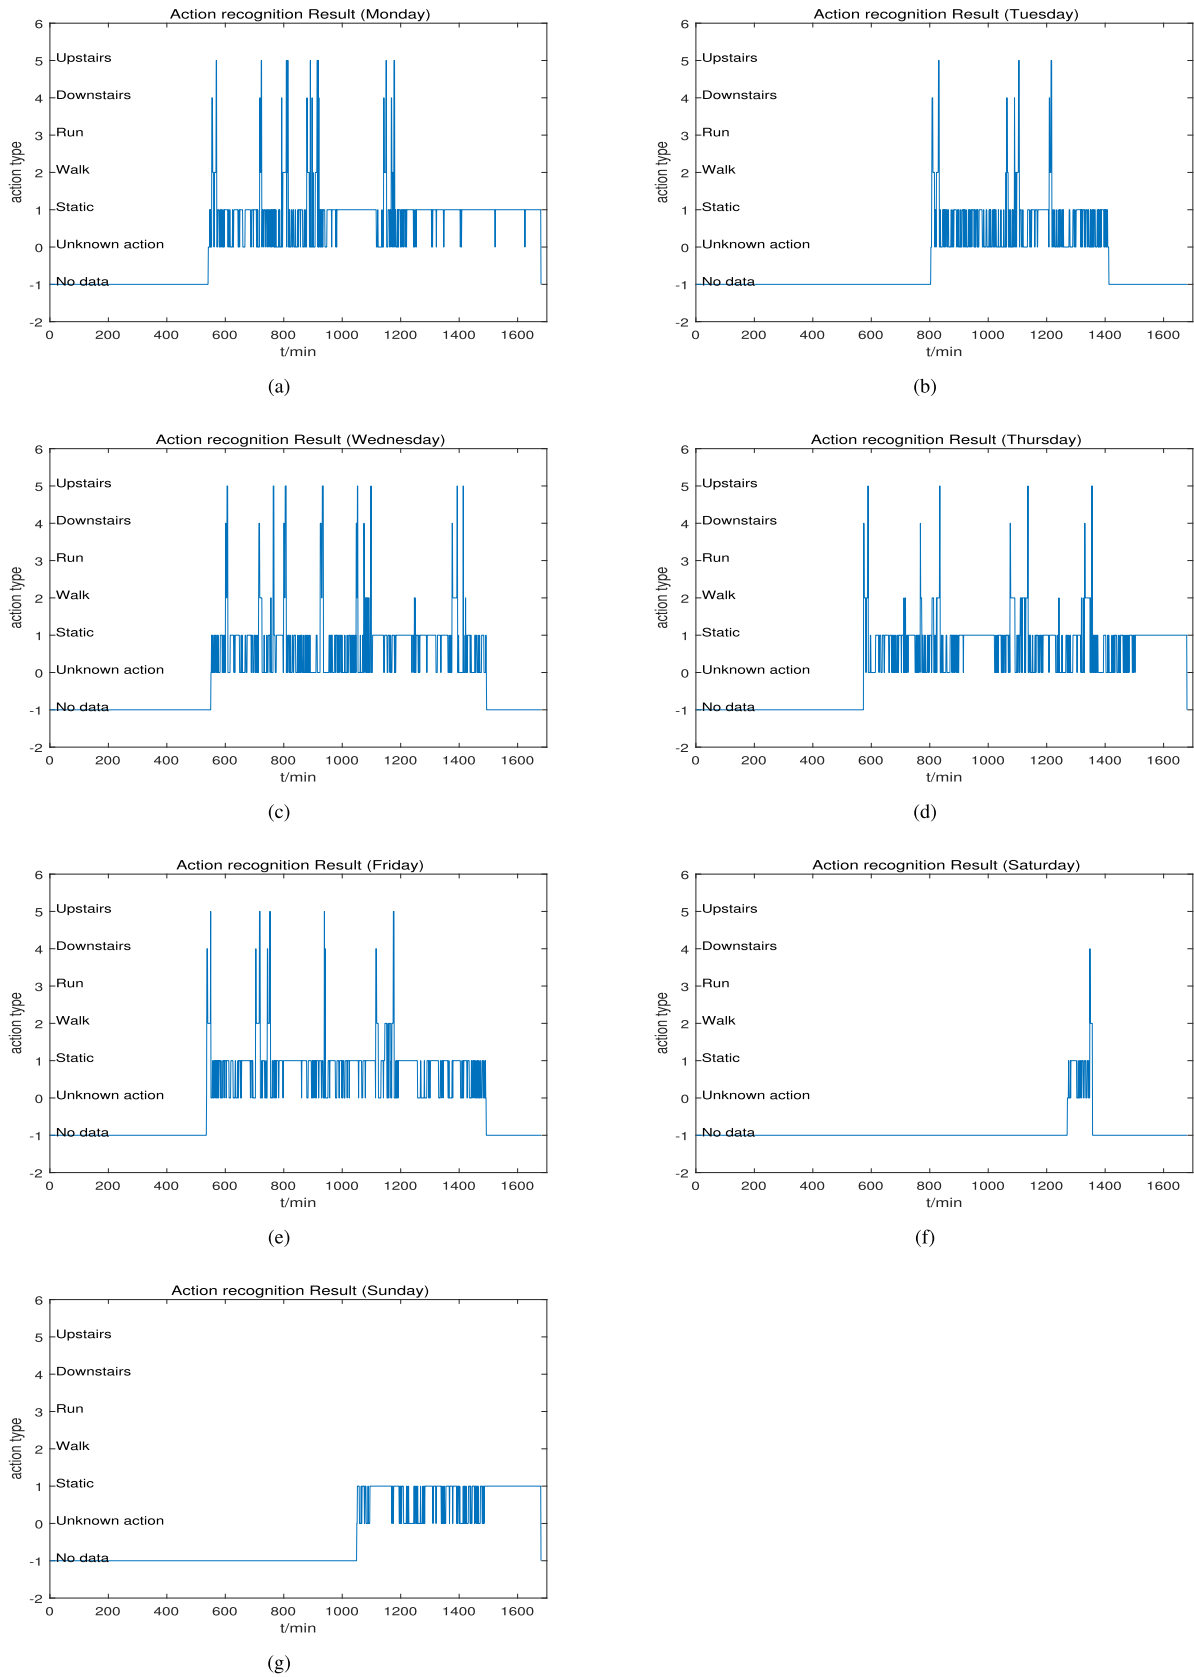 Action recognition Result (Monday)
6
5
4
3
2
1
0
-1
-2
Upstairs
Downstairs
Run
Walk
Static
Unknown action
No data
action type
0 200 400 600 800 1000 1200 1400 1600
t/min
(a)
Action recognition Result (Tuesday)
6
5
4
3
2
1
0
-1
-2
Upstairs
Downstairs
Run
Walk
Static
Unknown action
No data
action type
0 200 400 600 800 1000 1200 1400 1600
t/min
(b)
Action recognition Result (Wednesday)
6
5
4
3
2
1
0
-1
-2
Upstairs
Downstairs
Run
Walk
Static
Unknown action
No data
action type
0 200 400 600 800 1000 1200 1400 1600
t/min
(c)
Action recognition Result (Thursday)
6
5
4
3
2
1
0
-1
-2
Upstairs
Downstairs
Run
Walk
Static
Unknown action
No data
action type
0 200 400 600 800 1000 1200 1400 1600
t/min
(d)
Action recognition Result (Friday)
6
5
4
3
2
1
0
-1
-2
Upstairs
Downstairs
Run
Walk
Static
Unknown action
No data
action type
0 200 400 600 800 1000 1200 1400 1600
t/min
(e)
Action recognition Result (Saturday)
6
5
4
3
2
1
0
-1
-2
Upstairs
Downstairs
Run
Walk
Static
Unknown action
No data
action type
0 200 400 600 800 1000 1200 1400 1600
t/min
(f)
Action recognition Result (Sunday)
6
5
4
3
2
1
0
-1
-2
Upstairs
Downstairs
Run
Walk
Static
Unknown action
No data
action type
0 200 400 600 800 1000 1200 1400 1600
t/min
(g)